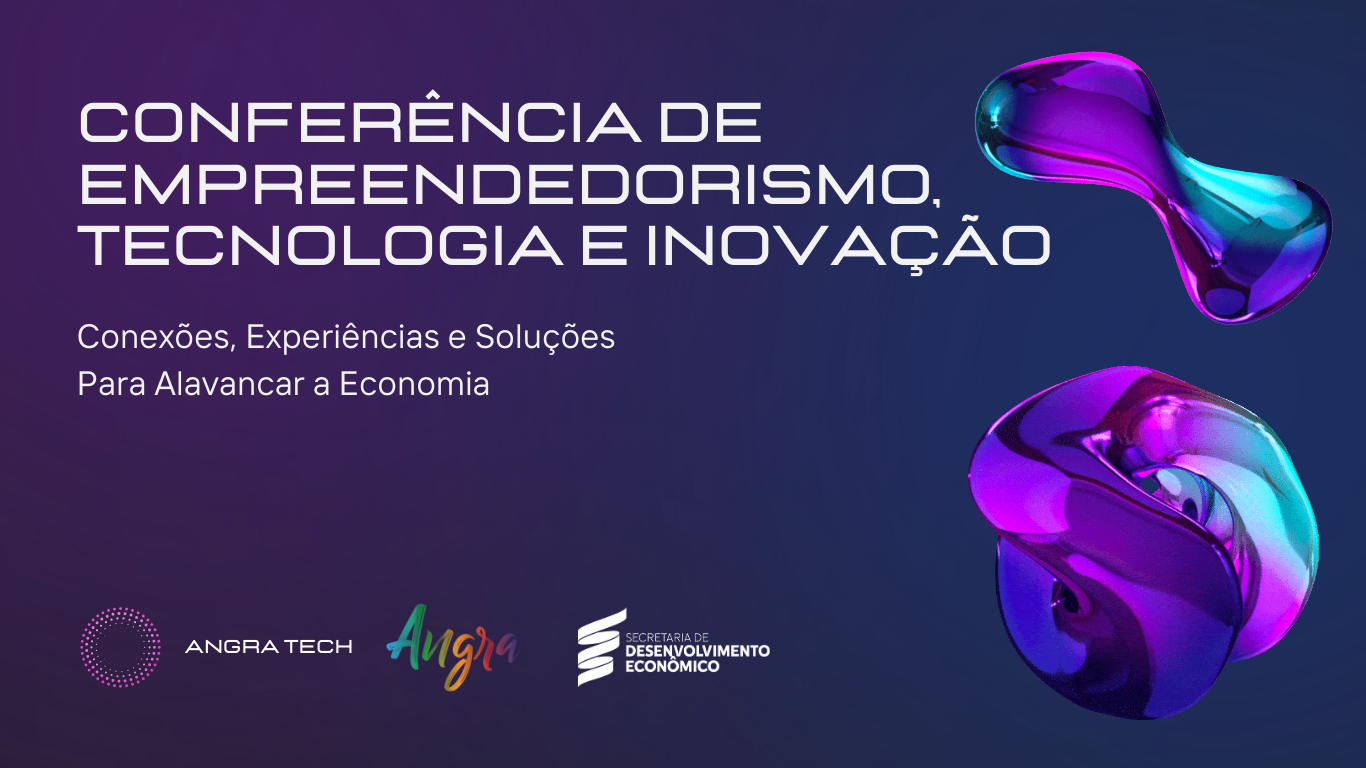 CONFERÊNCIA DE
EMPREENDEDORISMO,
TECNOLOGIA E INOVAÇÃO
Conexões, Experiências e Soluções
Para Alavancar a Economia
ANGRA TECH
Angra
SECRETARIA DE
DESENVOLVIMENTO
ECONÔMICO